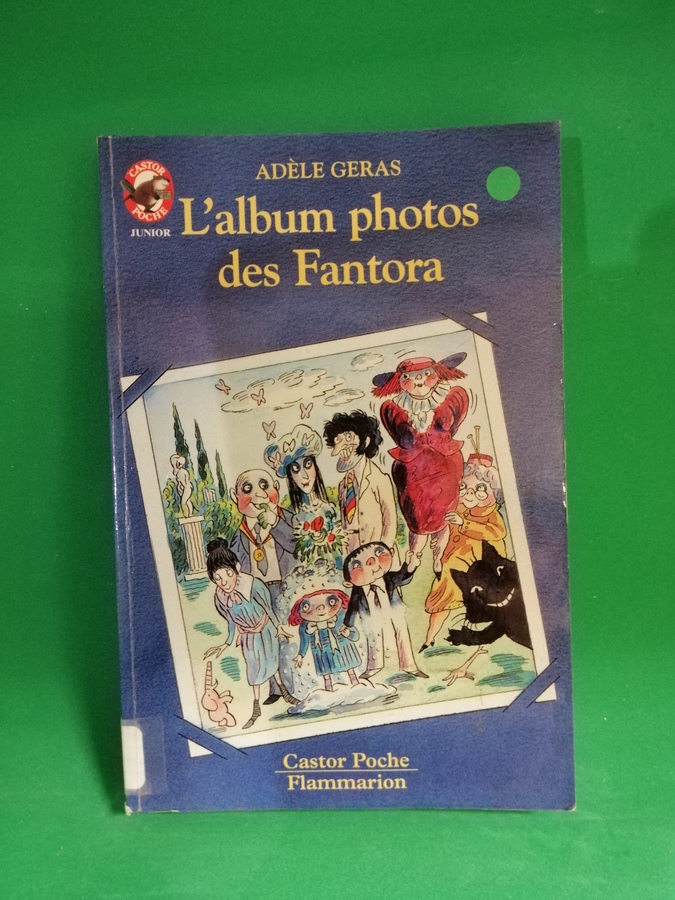 CASTOR
POCHE
JUNIOR
ADÈLE GERAS
L'album photos
des Fantora
Castor Poche
Flammarion